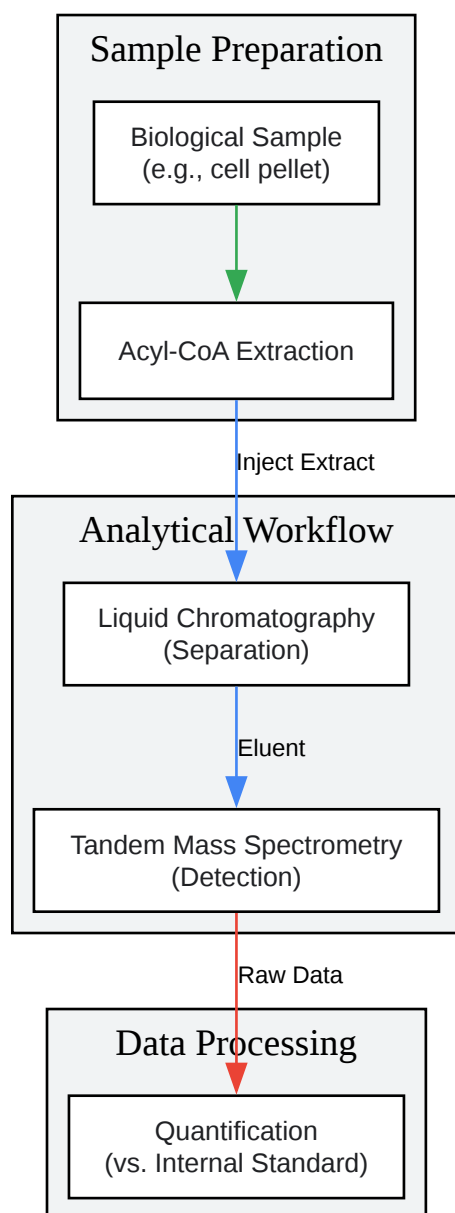 Sample Preparation
Biological Sample
(e.g., cell pellet)
Acyl-CoA Extraction
Inject Extract
Analytical Workflow
Liquid Chromatography
(Separation)
Eluent
Tandem Mass Spectrometry
(Detection)
Raw Data
Data Processing
Quantification
(vs. Internal Standard)